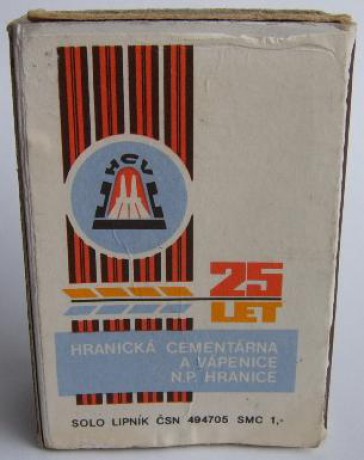 HCV
25
LET
HRANICKÁ CEMENTÁRNA
A VÁPENICE
N.P. HRANICE
SOLO LIPNÍK ČSN 494705 SMC 1,-